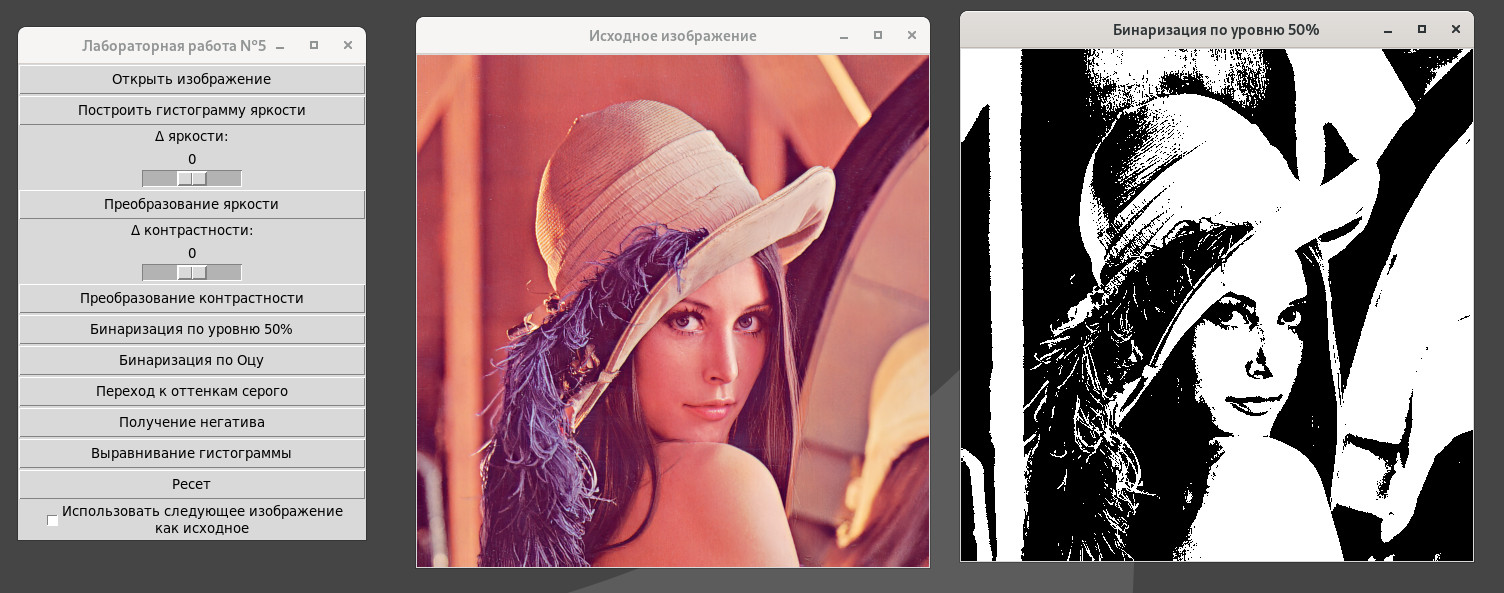 Лабораторная работа №5
Открыть изображение
Построить гистограмму яркости
Δ яркости:
0
Преобразование яркости
Δ контрастности:
0
Преобразование контрастности
Бинаризация по уровню 50%
Бинаризация по Оцу
Переход к оттенкам серого
Получение негатива
Выравнивание гистограммы
Ресет
Использовать следующее изображение
как исходное
Исходное изображение
Бинаризация по уровню 50%